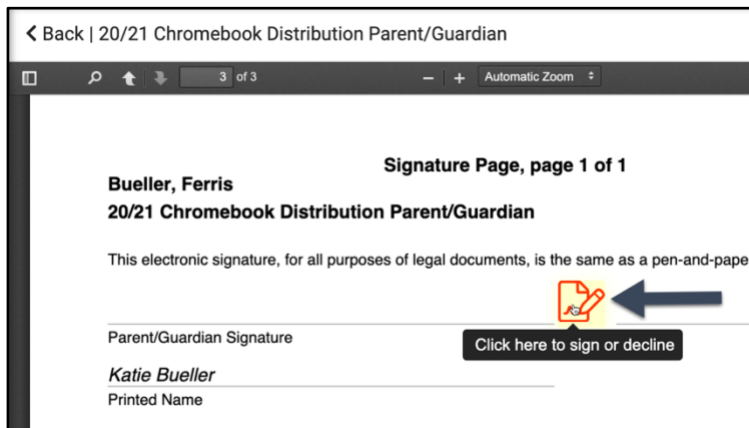 Back | 20/21 Chromebook Distribution Parent/Guardian
3 of 3
Automatic Zoom
Signature Page, page 1 of 1
Bueller, Ferris
20/21 Chromebook Distribution Parent/Guardian
This electronic signature, for all purposes of legal documents, is the same as a pen-and-pape
Parent/Guardian Signature
Click here to sign or decline
Katie Bueller
Printed Name